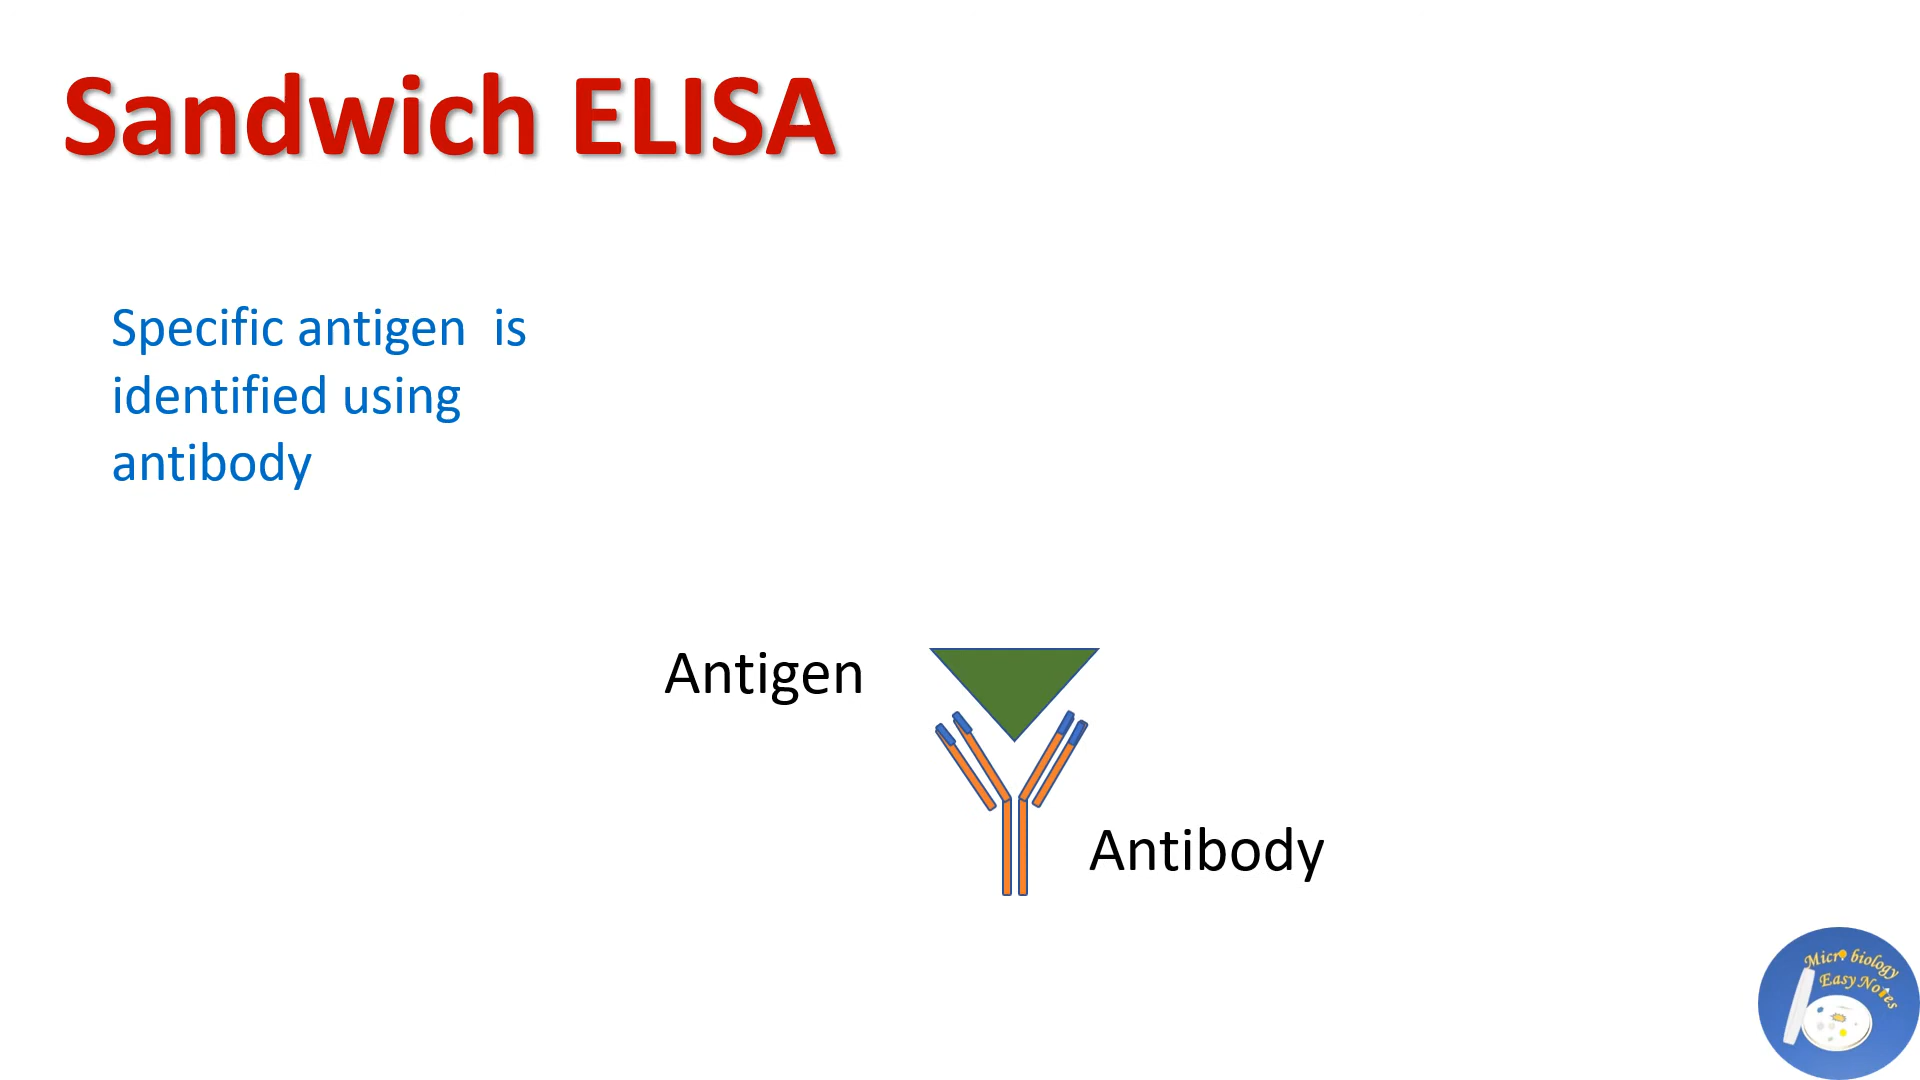 Sandwich ELISA
Specific antigen  is
identified using
antibody
Antigen
Antibody
Micro biology
Easy Notes